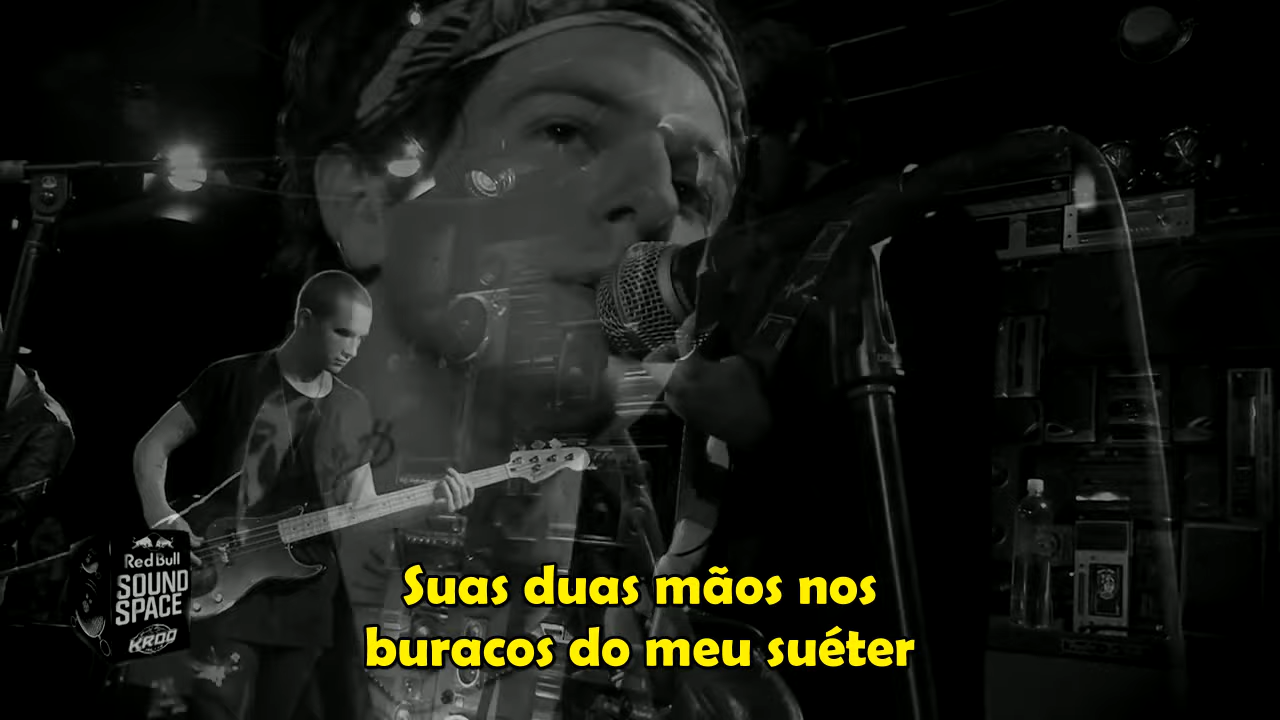 Red Bull
SOUND
SPACE
KROQ
Suas duas mãos nos
buracos do meu suéter